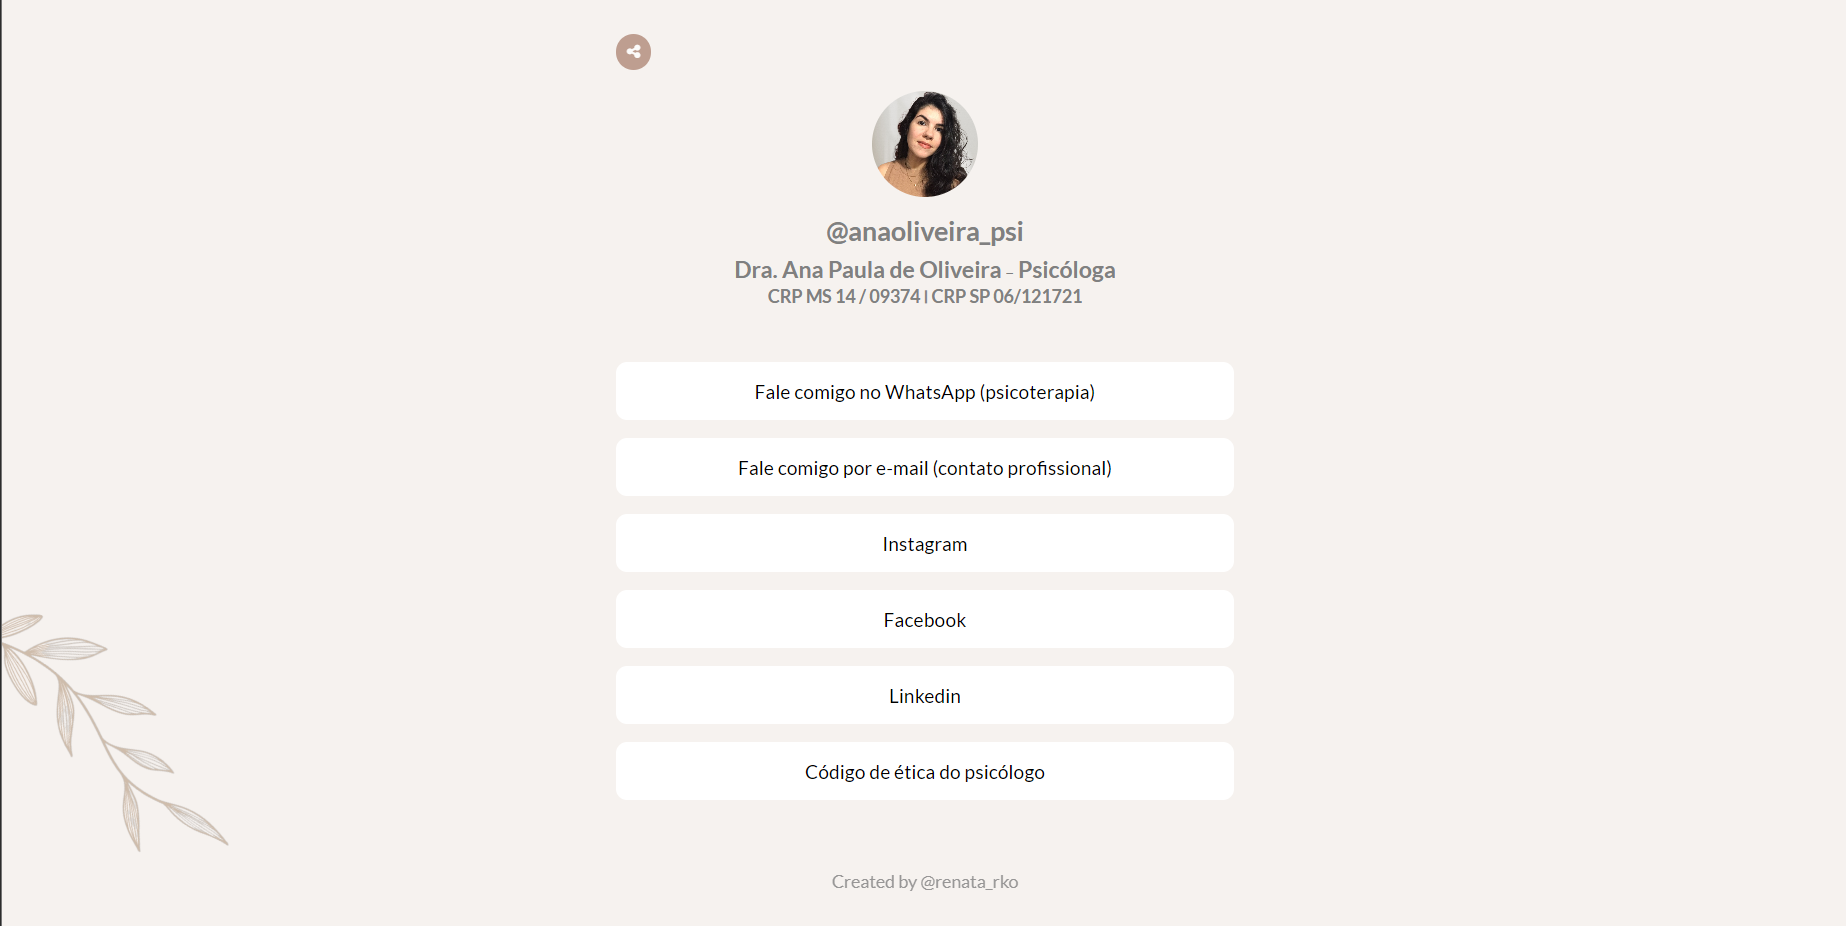 @anaoliveira_psi
Dra. Ana Paula de Oliveira - Psicóloga
CRP MS 14 / 09374 | CRP SP 06/121721
Fale comigo no WhatsApp (psicoterapia)
Fale comigo por e-mail (contato profissional)
Instagram
Facebook
Linkedin
Código de ética do psicólogo
Created by @renata_rko